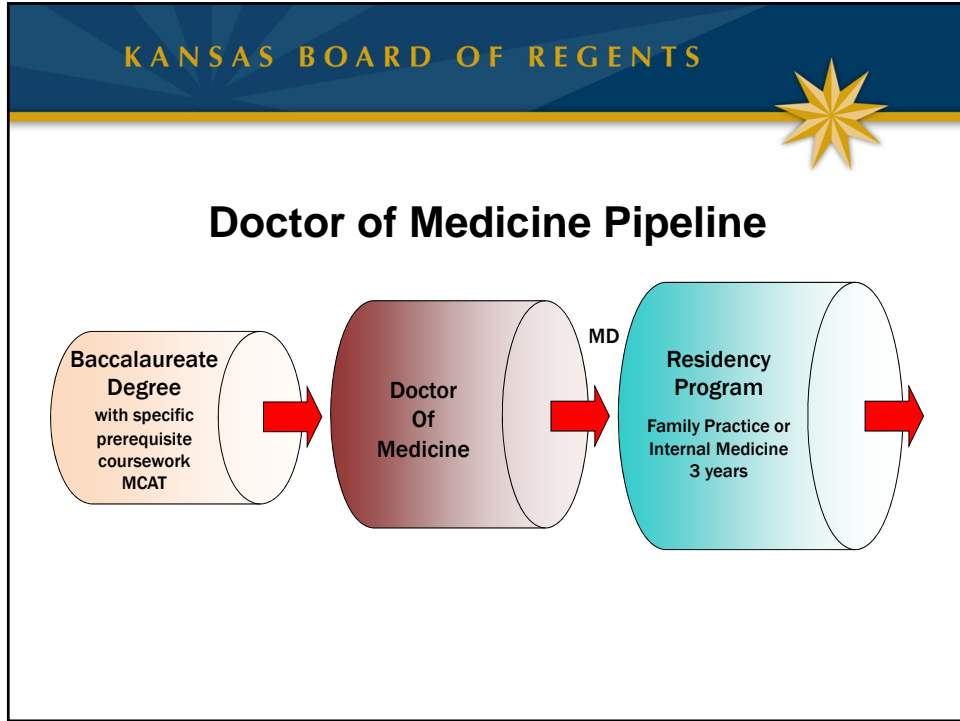 KANSAS BOARD OF REGENTS
Doctor of Medicine Pipeline
Baccalaureate
Degree
with specific
prerequisite
coursework
MCAT
Doctor
Of
Medicine
MD
Residency
Program
Family Practice or
Internal Medicine
3 years